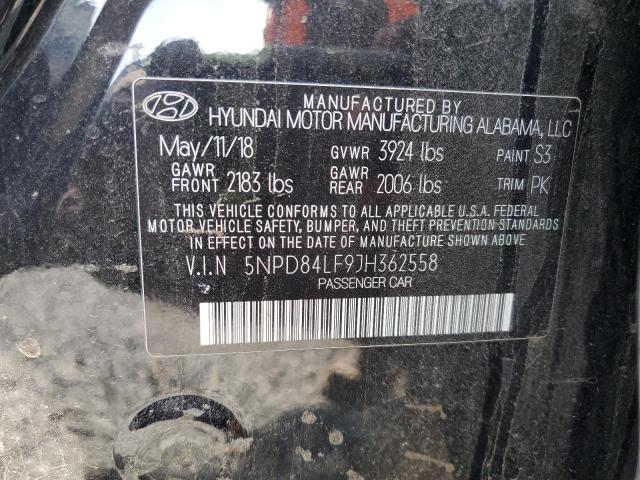 MANUFACTURED BY
HYUNDAI MOTOR MANUFACTURING ALABAMA, LLC
May/11/18 GVWR 3924 lbs PAINT S3
GAWR FRONT 2183 lbs GAWR REAR 2006 lbs TRIM PK
THIS VEHICLE CONFORMS TO ALL APPLICABLE U.S.A. FEDERAL
MOTOR VEHICLE SAFETY, BUMPER, AND THEFT PREVENTION STANDARDS
IN EFFECT ON THE DATE OF MANUFACTURE SHOWN ABOVE.
V.I.N 5NPD84LF9JH362558
PASSENGER CAR